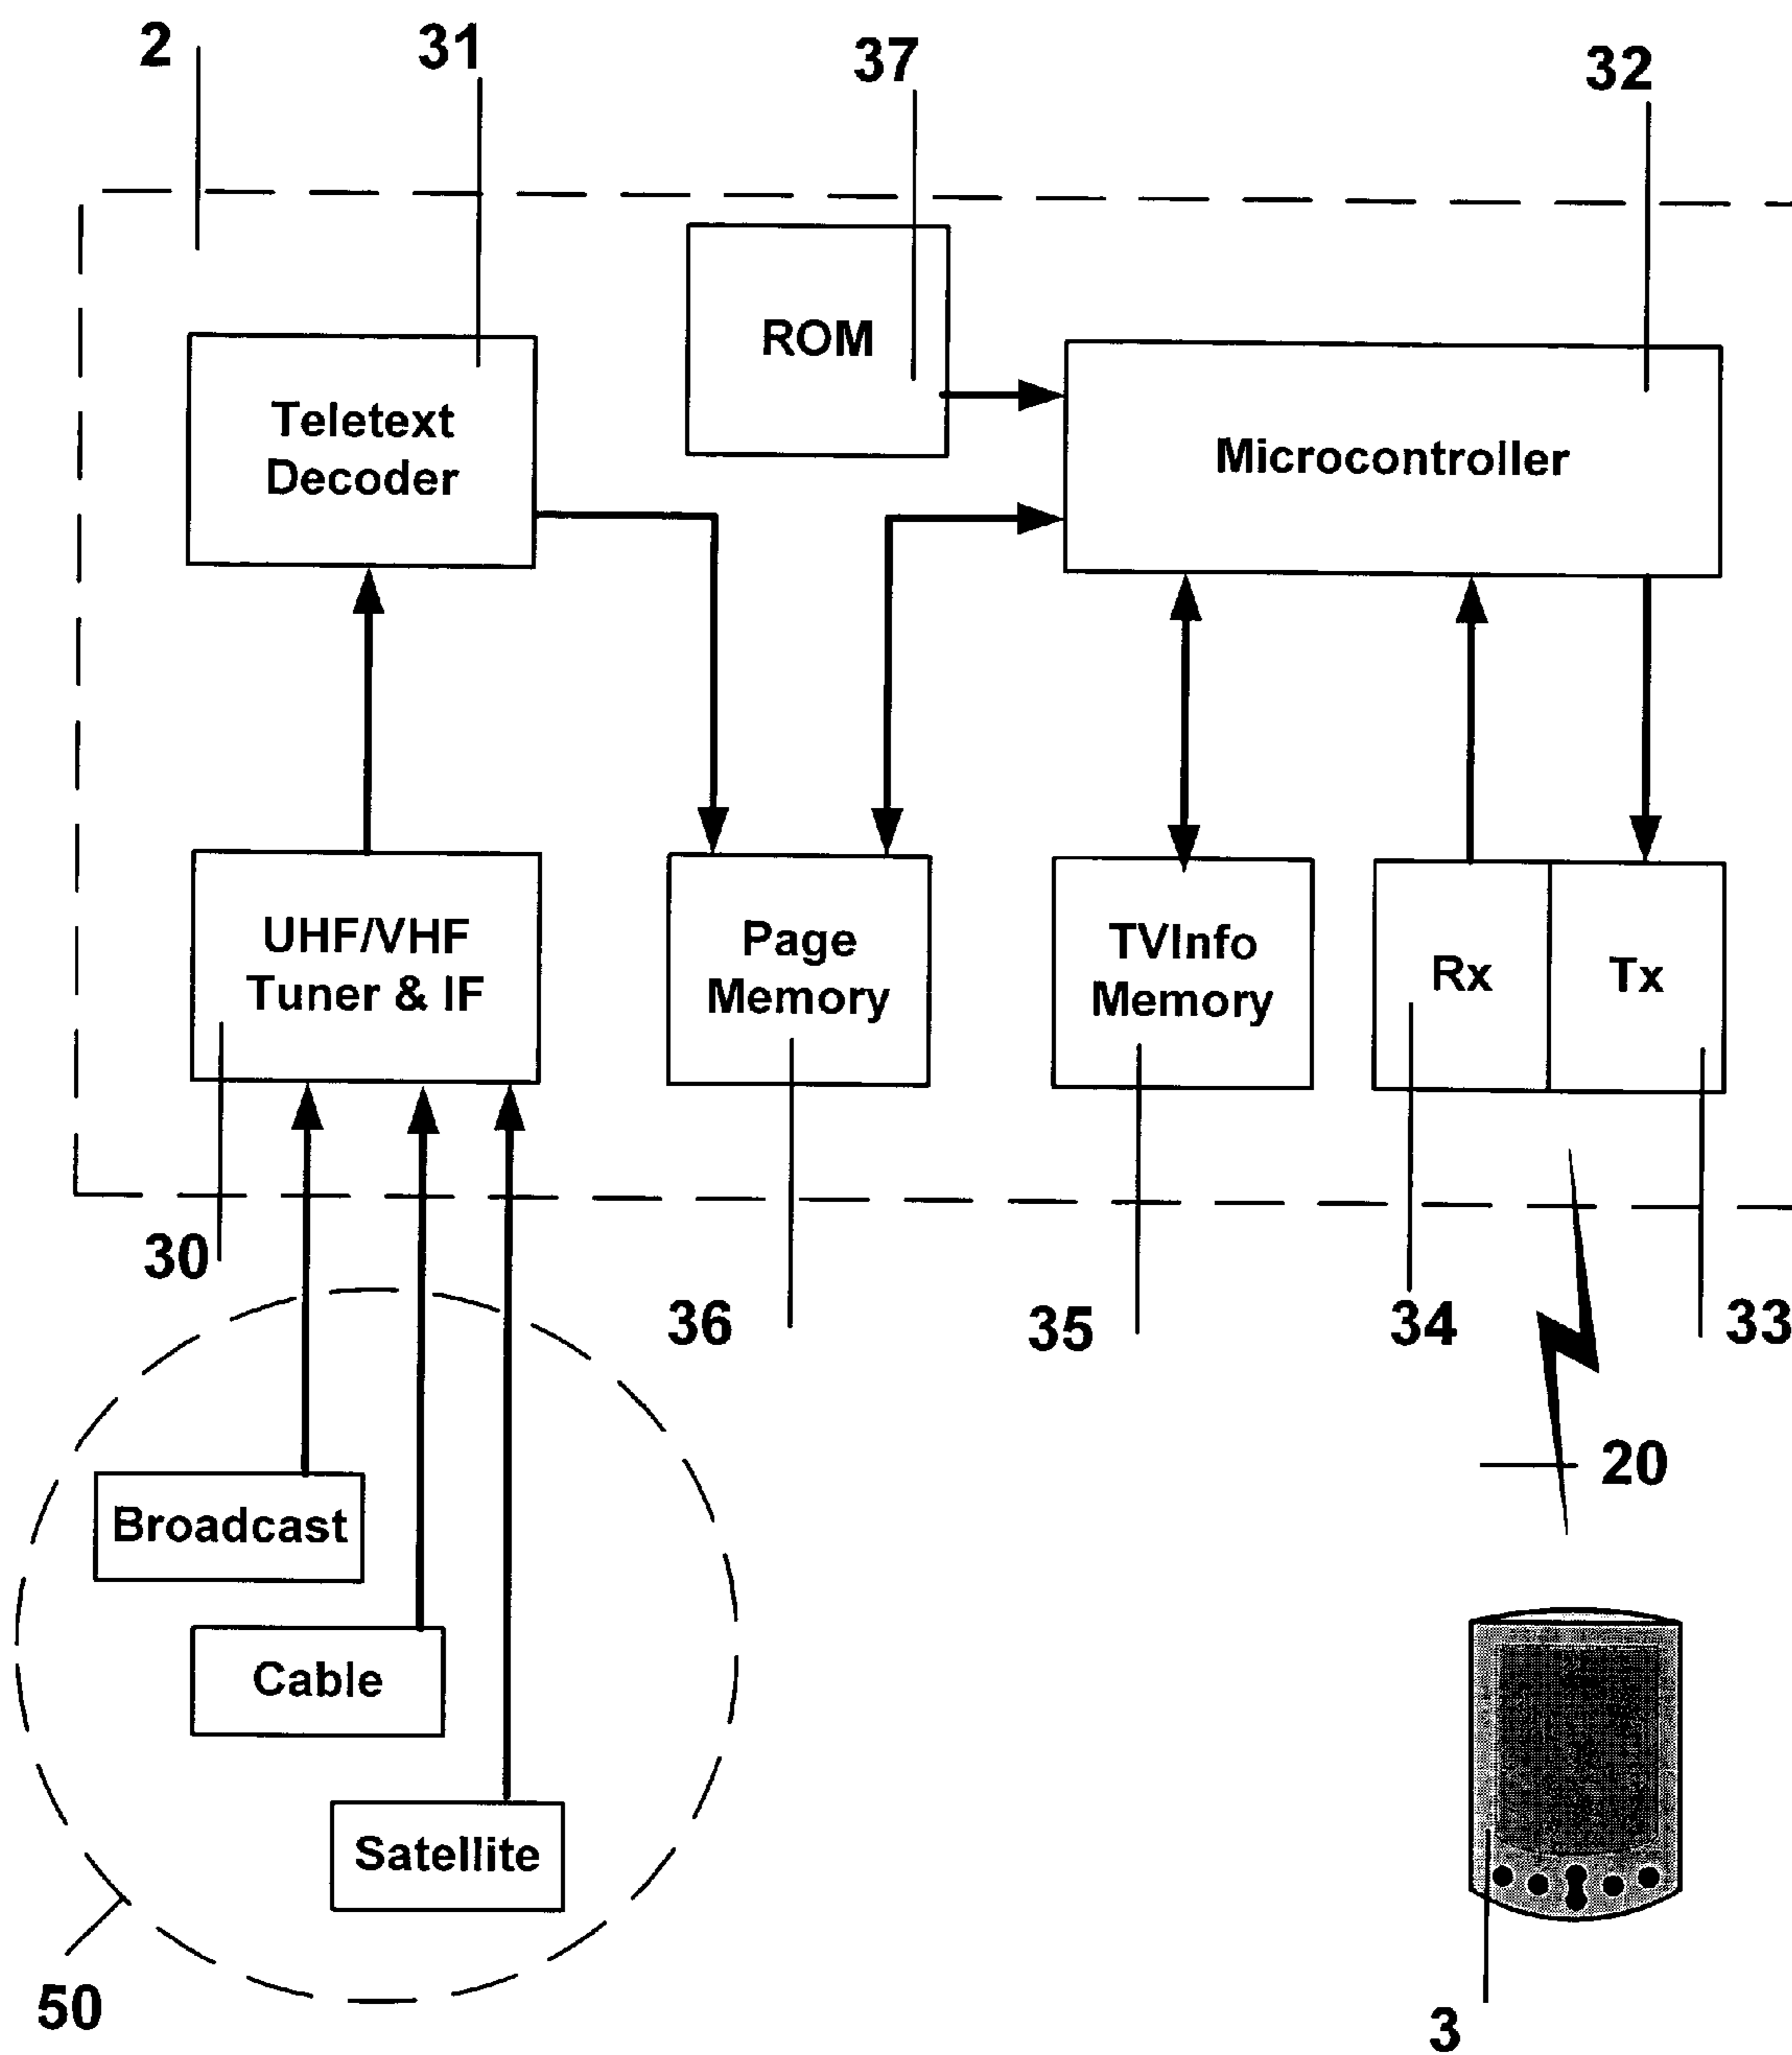 2
31
37
32
ROM
Teletext
Decoder
Microcontroller
UHF/VHF
Tuner & IF
Page
Memory
TVInfo
Memory
Rx
Tx
30
36
35
34
33
20
Broadcast
Cable
Satellite
50
3